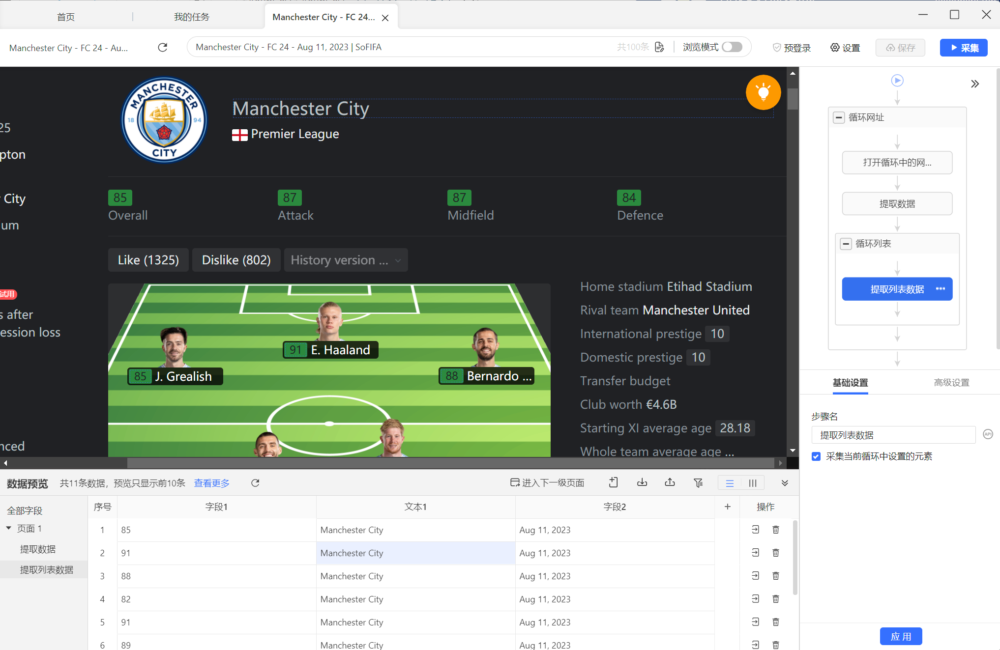 首页
我的任务
Manchester City - FC 24...
Manchester City - FC 24 - Au...
Manchester City - FC 24 - Aug 11, 2023 | SoFIFA
共100条
浏览模式
预登录
设置
保存
采集
MANCHESTER
18 94
CITY
Manchester City
Premier League
25
pton
City
um
试用
s after
ession loss
nced
85
Overall
87
Attack
87
Midfield
84
Defence
Like (1325)
Dislike (802)
History version ...
91 E. Haaland
85 J. Grealish
88 Bernardo ...
Home stadium Etihad Stadium
Rival team Manchester United
International prestige 10
Domestic prestige 10
Transfer budget
Club worth €4.6B
Starting XI average age 28.18
Whole team average age ...
循环网址
打开循环中的网...
提取数据
循环列表
提取列表数据
基础设置
高级设置
步骤名
提取列表数据
API
采集当前循环中设置的元素
应用
数据预览
共11条数据，预览只显示前10条
查看更多
进入下一级页面
全部字段
页面 1
提取数据
提取列表数据
序号 字段1 文本1 字段2 + 操作
1 85 Manchester City Aug 11, 2023
2 91 Manchester City Aug 11, 2023
3 88 Manchester City Aug 11, 2023
4 82 Manchester City Aug 11, 2023
5 91 Manchester City Aug 11, 2023
6 89 Manchester City Aug 11, 2023